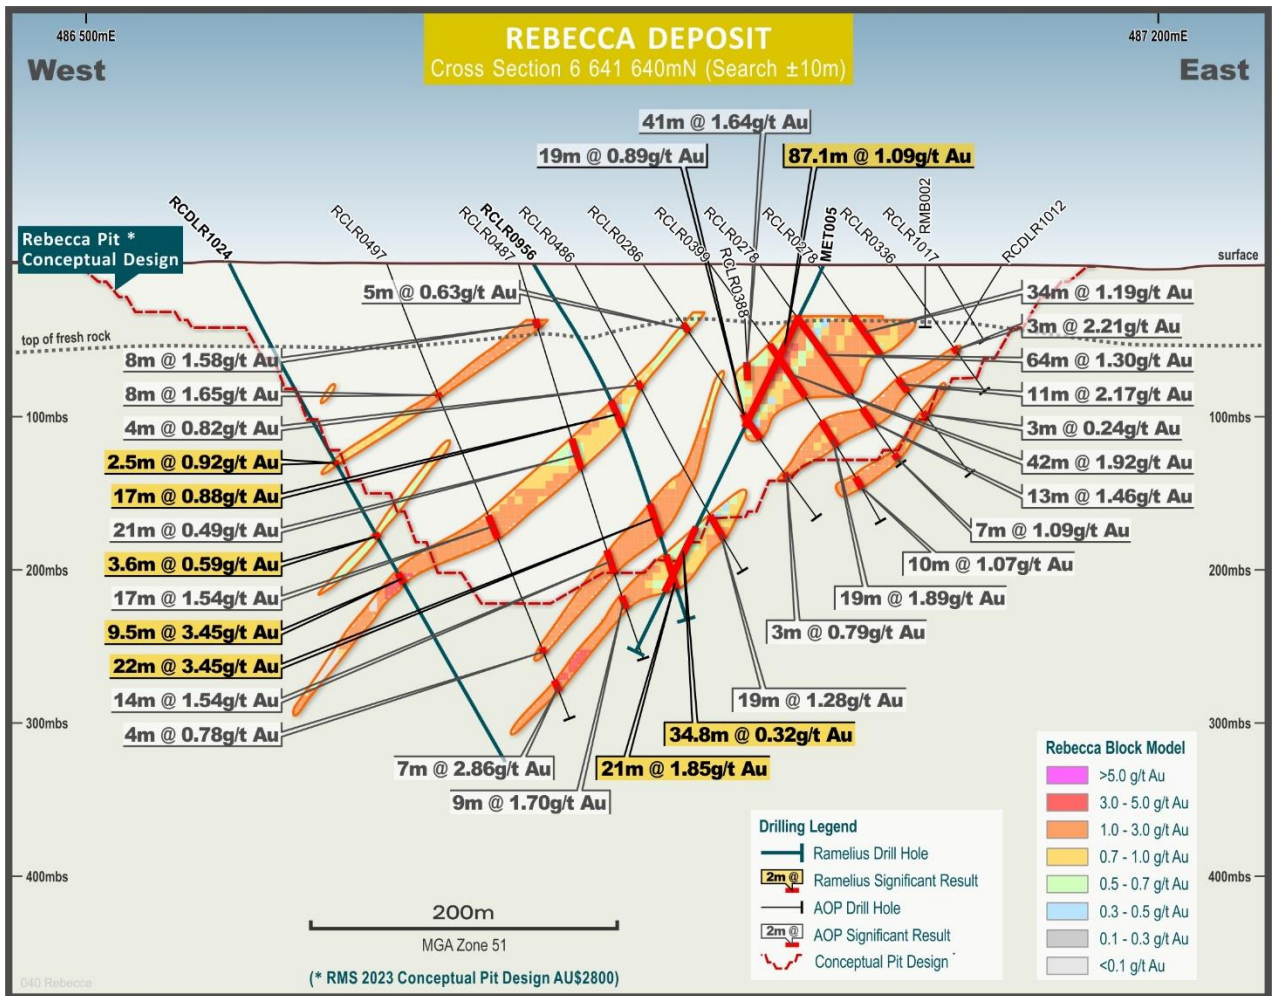 486 500mE
487 200mE
REBECCA DEPOSIT
Cross Section 6 641 640mN (Search ±10m)
West
East
41m @ 1.64g/t Au
19m @ 0.89g/t Au
87.1m @ 1.09g/t Au
RCDLR1024
RCLR0497
RCLR0487
RCLR0956
RCLR0486
RCLR0286
RCLR0399
RCLR0388
RCLR0278
RCLR0278
MET005
RCLR0336
RCLR1017
RMB002
RCDLR1012
Rebecca Pit *
Conceptual Design
surface
top of fresh rock
5m @ 0.63g/t Au
8m @ 1.58g/t Au
8m @ 1.65g/t Au
4m @ 0.82g/t Au
2.5m @ 0.92g/t Au
17m @ 0.88g/t Au
21m @ 0.49g/t Au
3.6m @ 0.59g/t Au
17m @ 1.54g/t Au
9.5m @ 3.45g/t Au
22m @ 3.45g/t Au
14m @ 1.54g/t Au
4m @ 0.78g/t Au
34m @ 1.19g/t Au
3m @ 2.21g/t Au
64m @ 1.30g/t Au
11m @ 2.17g/t Au
3m @ 0.24g/t Au
42m @ 1.92g/t Au
13m @ 1.46g/t Au
7m @ 1.09g/t Au
10m @ 1.07g/t Au
19m @ 1.89g/t Au
3m @ 0.79g/t Au
19m @ 1.28g/t Au
34.8m @ 0.32g/t Au
21m @ 1.85g/t Au
7m @ 2.86g/t Au
9m @ 1.70g/t Au
100mbs
100mbs
200mbs
200mbs
300mbs
300mbs
400mbs
400mbs
200m
MGA Zone 51
(* RMS 2023 Conceptual Pit Design AU$2800)
040 Rebecca
Drilling Legend
Ramelius Drill Hole
2m @
Ramelius Significant Result
AOP Drill Hole
2m @
AOP Significant Result
Conceptual Pit Design
Rebecca Block Model
>5.0 g/t Au
3.0 - 5.0 g/t Au
1.0 - 3.0 g/t Au
0.7 - 1.0 g/t Au
0.5 - 0.7 g/t Au
0.3 - 0.5 g/t Au
0.1 - 0.3 g/t Au
<0.1 g/t Au